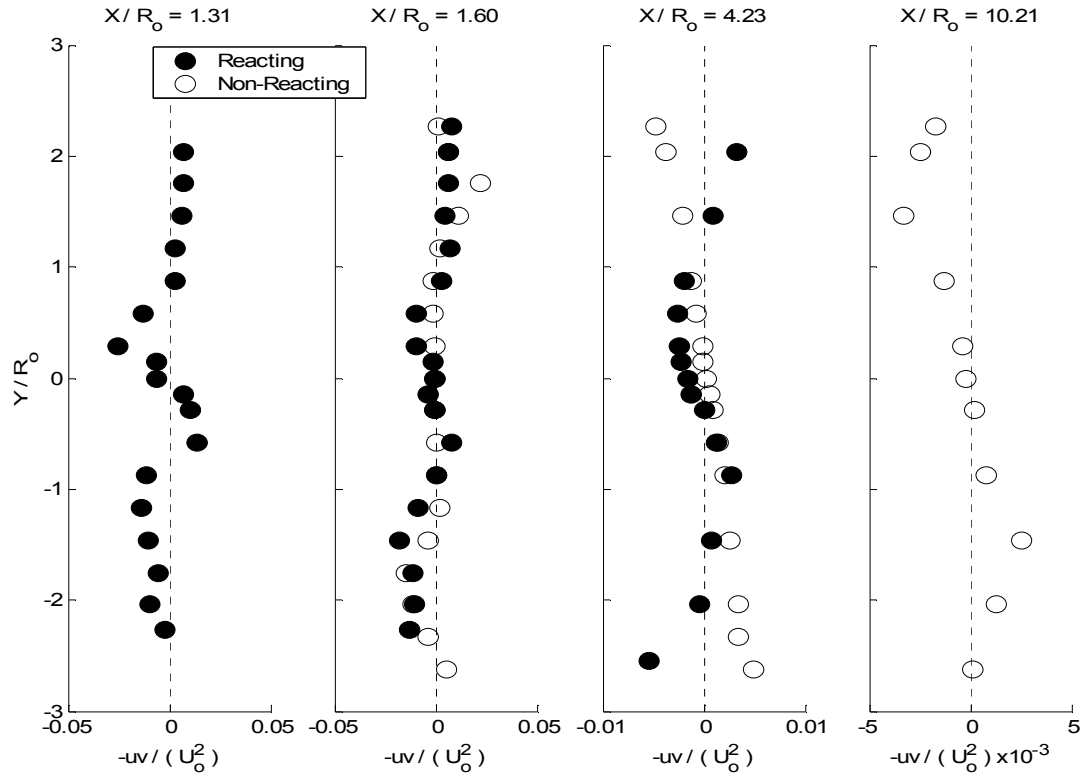 X / R_o = 1.31
X / R_o = 1.60
X / R_o = 4.23
X / R_o = 10.21
Reacting
Non-Reacting
Y / R_o
3
2
1
0
-1
-2
-3
-0.05 0 0.05
-0.05 0 0.05
-0.01 0 0.01
-5 0 5
-uv / ( U_o^2 )
-uv / ( U_o^2 )
-uv / ( U_o^2 )
-uv / ( U_o^2 ) x10^-3